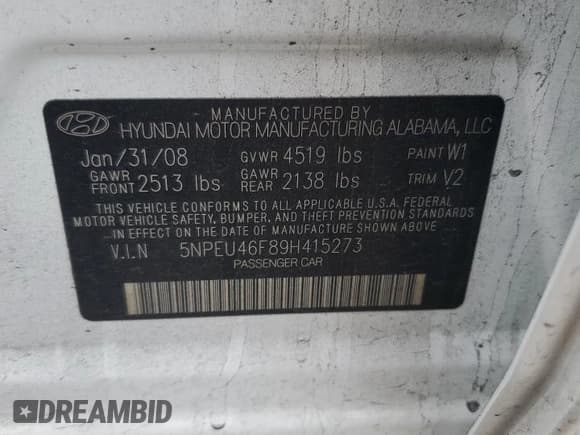 MANUFACTURED BY
HYUNDAI MOTOR MANUFACTURING ALABAMA, LLC
Jan/31/08 GVWR 4519 lbs PAINT W1
GAWR FRONT 2513 lbs GAWR REAR 2138 lbs TRIM V2
THIS VEHICLE CONFORMS TO ALL APPLICABLE U.S.A. FEDERAL
MOTOR VEHICLE SAFETY, BUMPER, AND THEFT PREVENTION STANDARDS
IN EFFECT ON THE DATE OF MANUFACTURE SHOWN ABOVE.
V.I.N 5NPEU46F89H415273
PASSENGER CAR
DREAMBID